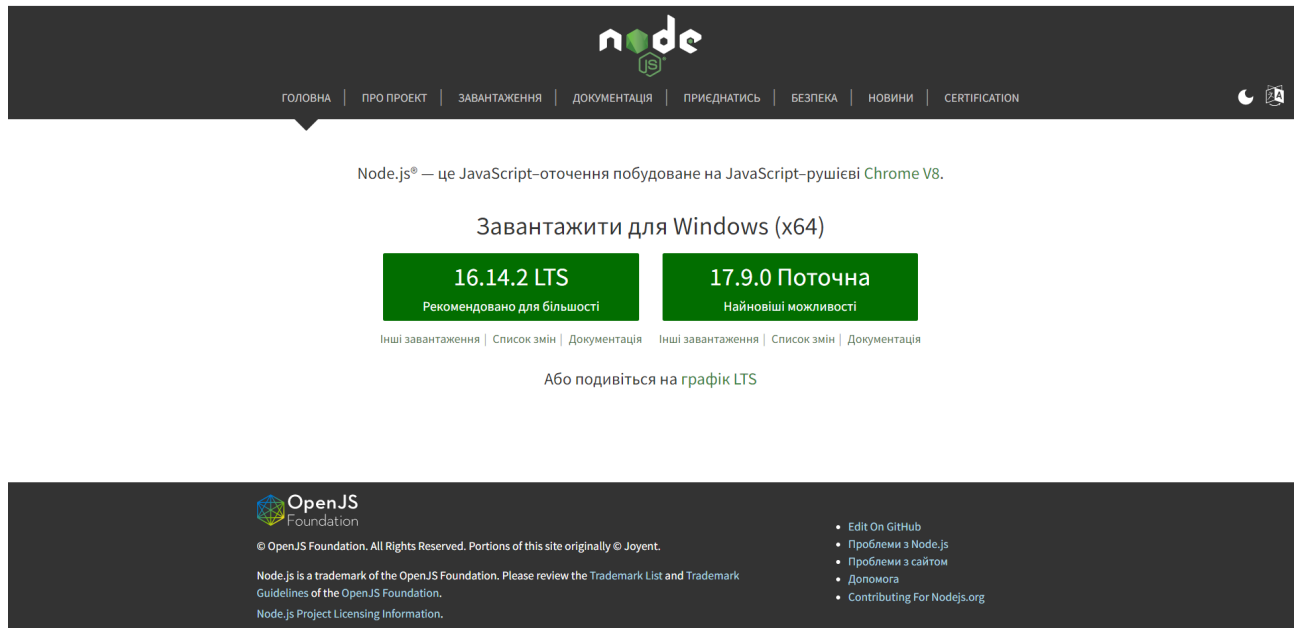 node
JS
ГОЛОВНА | ПРО ПРОЕКТ | ЗАВАНТАЖЕННЯ | ДОКУМЕНТАЦІЯ | ПРИЄДНАТИСЬ | БЕЗПЕКА | НОВИНИ | CERTIFICATION
Node.js® — це JavaScript–оточення побудоване на JavaScript–рушієві Chrome V8.
Завантажити для Windows (x64)
16.14.2 LTS
Рекомендовано для більшості
Інші завантаження | Список змін | Документація
17.9.0 Поточна
Найновіші можливості
Інші завантаження | Список змін | Документація
Або подивіться на графік LTS
OpenJS
Foundation
© OpenJS Foundation. All Rights Reserved. Portions of this site originally © Joyent.
Node.js is a trademark of the OpenJS Foundation. Please review the Trademark List and Trademark
Guidelines of the OpenJS Foundation.
Node.js Project Licensing Information.
Edit On GitHub
Проблеми з Node.js
Проблеми з сайтом
Допомога
Contributing For Nodejs.org